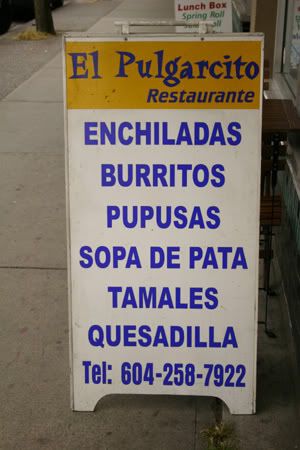 Lunch Box
Spring Roll
El Pulgarcito
Restaurante
ENCHILADAS
BURRITOS
PUPUSAS
SOPA DE PATA
TAMALES
QUESADILLA
Tel: 604-258-7922